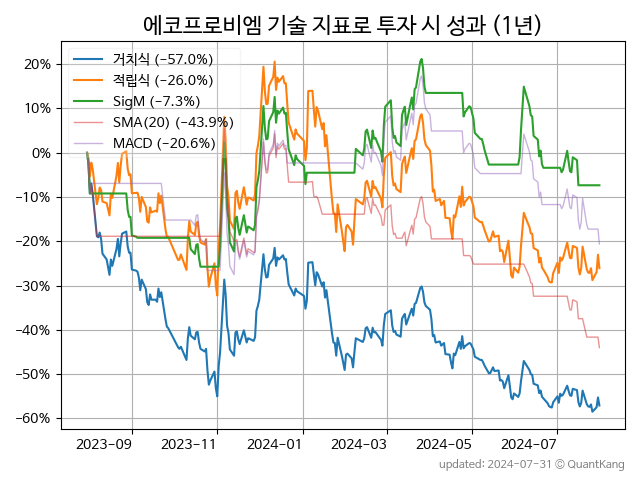 에코프로비엠 기술 지표로 투자 시 성과 (1년)
거치식 (−57.0%)
적립식 (−26.0%)
SigM (−7.3%)
SMA(20) (−43.9%)
MACD (−20.6%)
20%
10%
0%
−10%
−20%
−30%
−40%
−50%
−60%
2023-09 2023-11 2024-01 2024-03 2024-05 2024-07
updated: 2024-07-31 © QuantKang